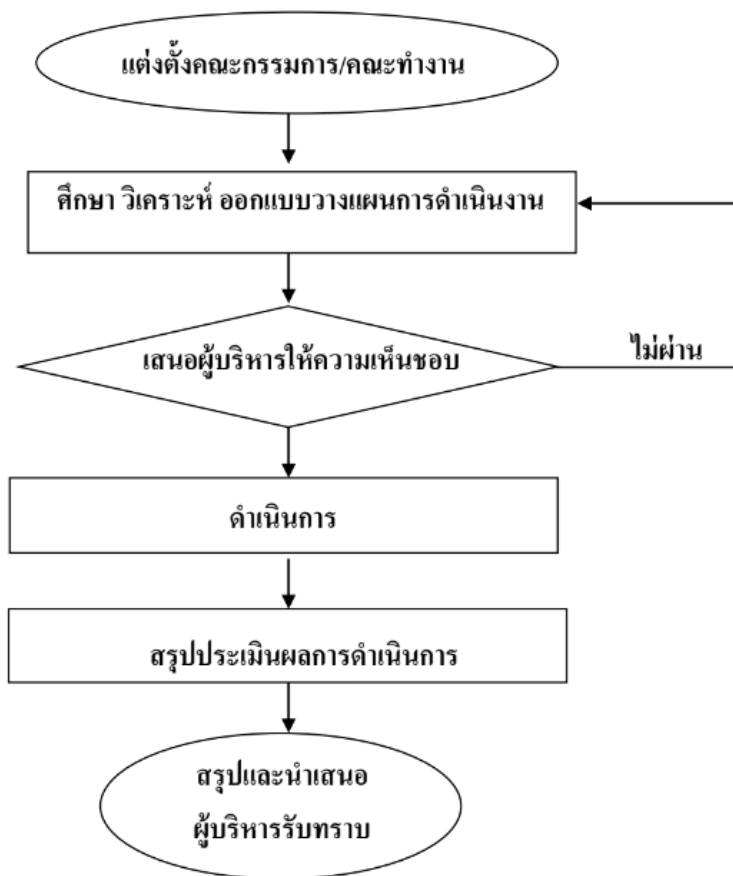 แต่งตั้งคณะกรรมการ/คณะทำงาน
ศึกษา วิเคราะห์ ออกแบบวางแผนการดำเนินงาน
เสนอผู้บริหารให้ความเห็นชอบ
ไม่ผ่าน
ดำเนินการ
สรุปประเมินผลการดำเนินการ
สรุปและนำเสนอ
ผู้บริหารรับทราบ